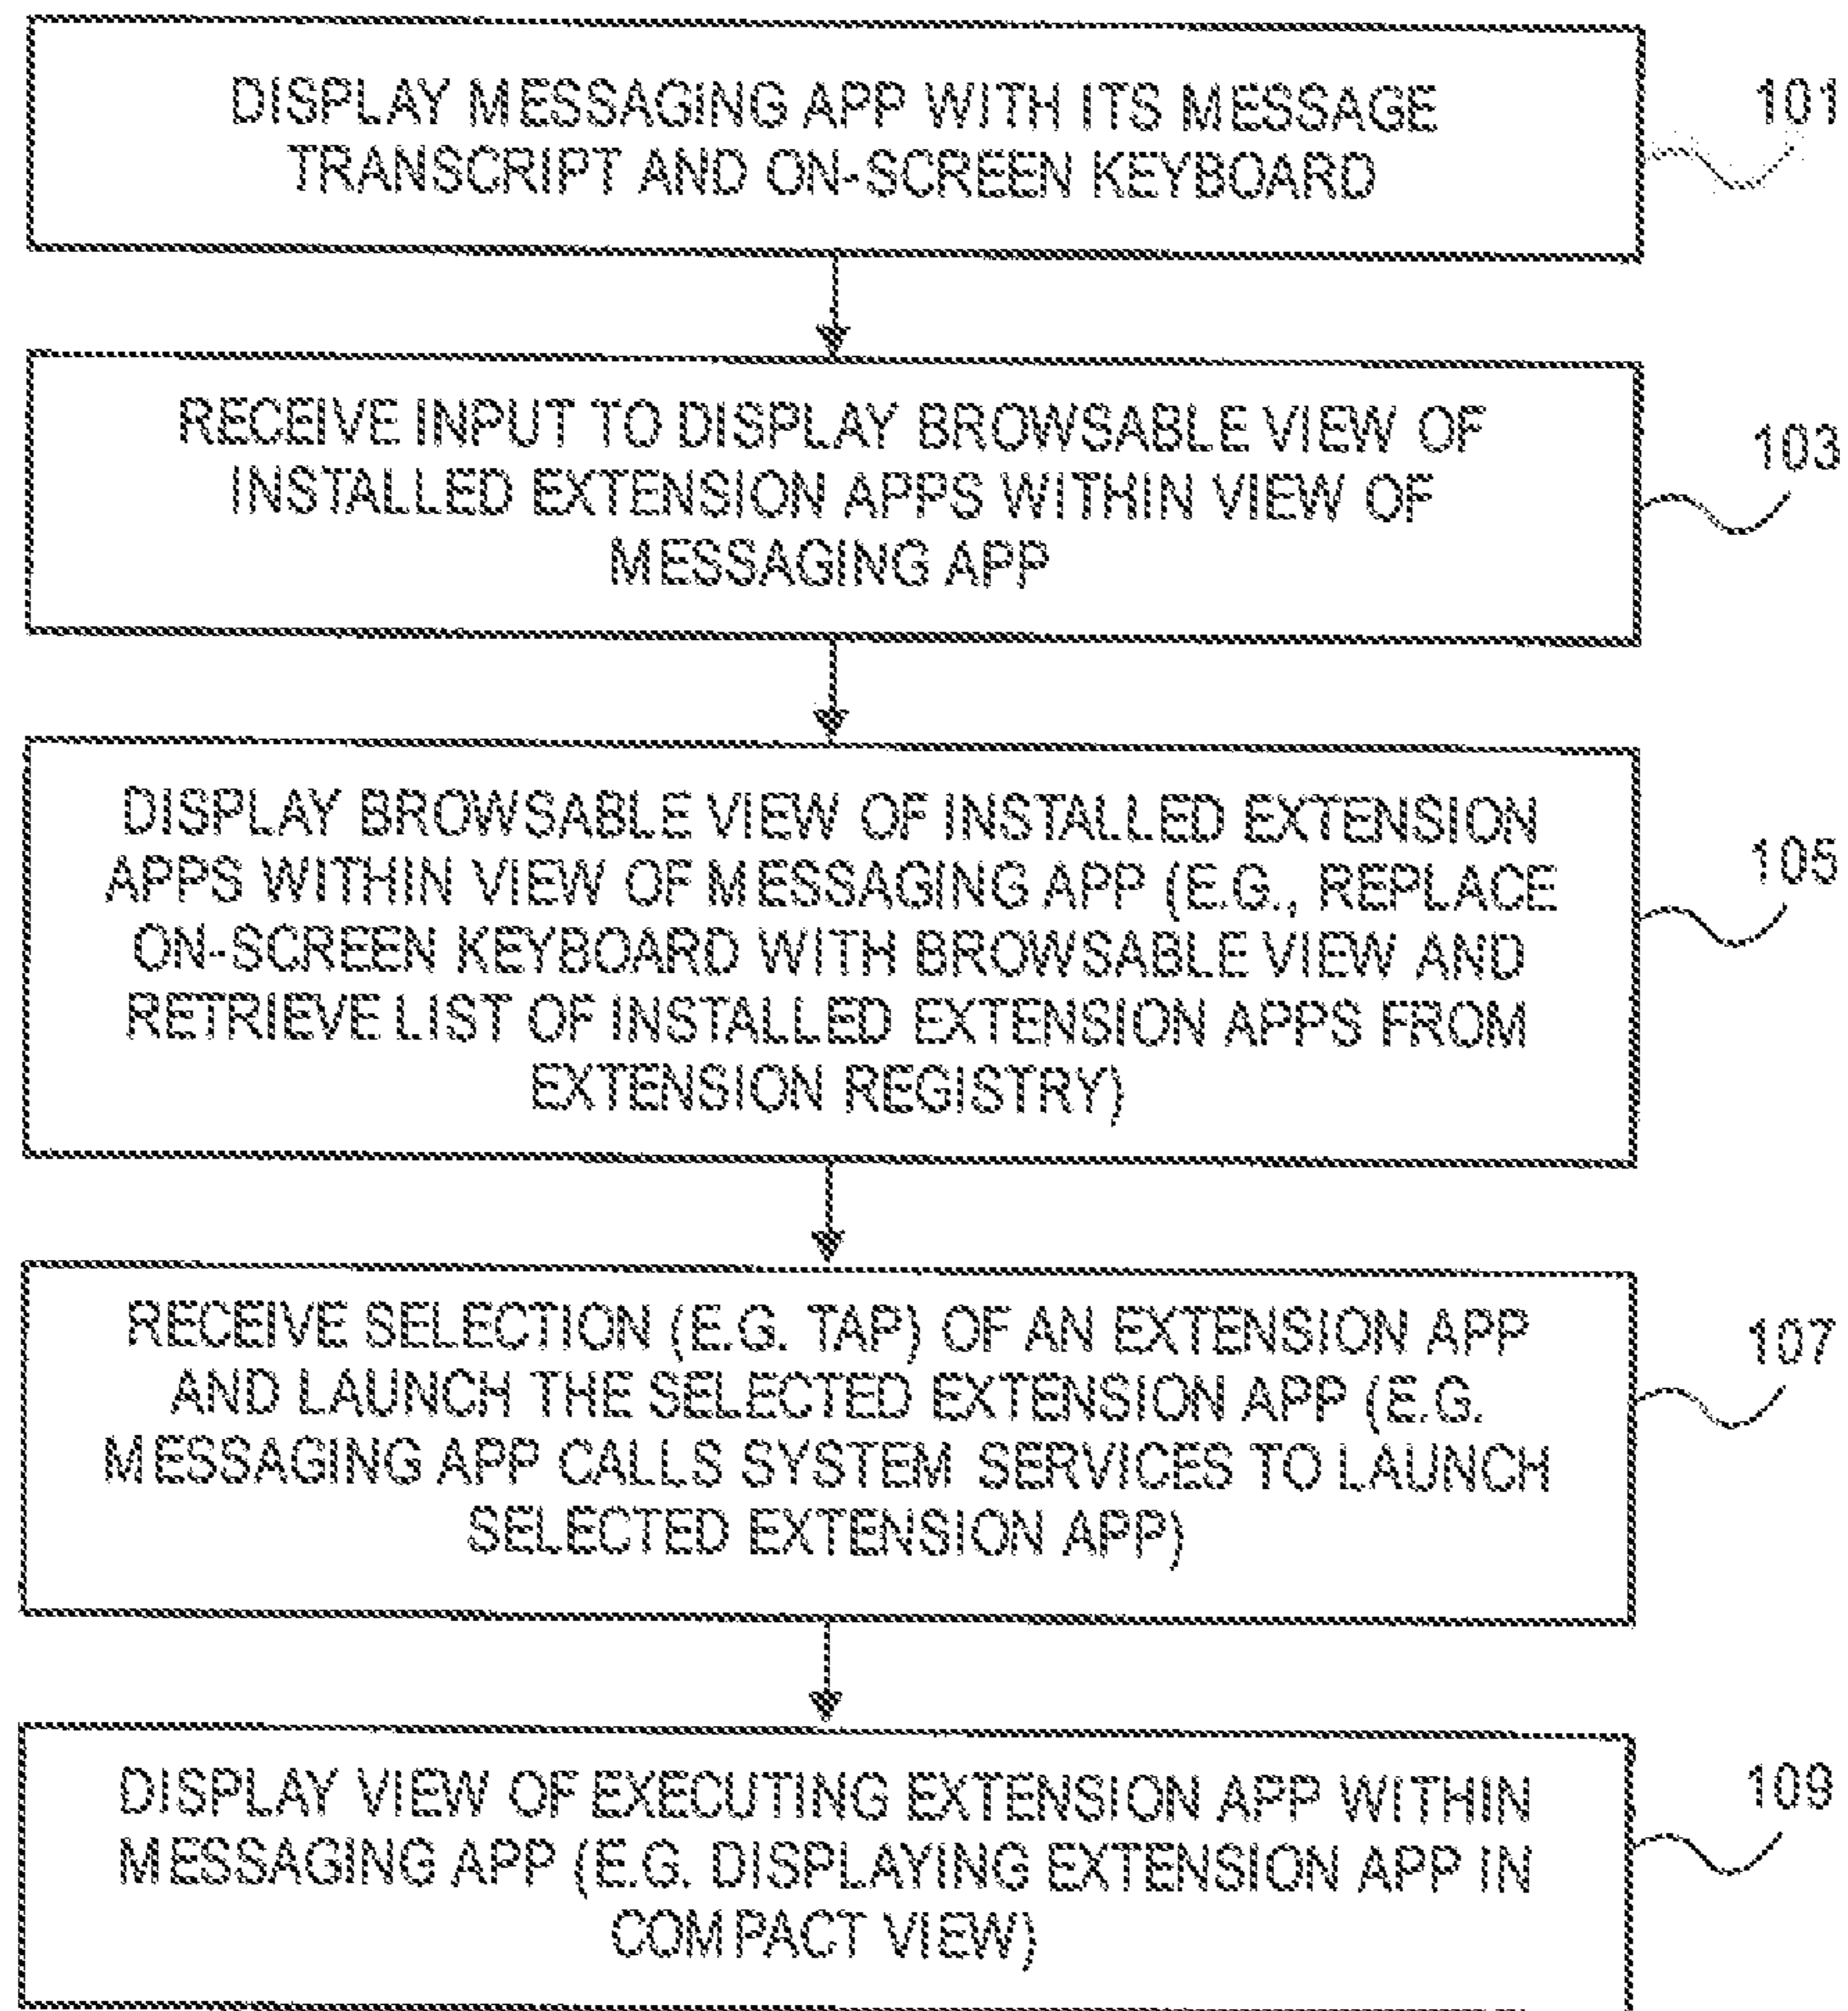 DISPLAY MESSAGING APP WITH ITS MESSAGE
TRANSCRIPT AND ON-SCREEN KEYBOARD
101
RECEIVE INPUT TO DISPLAY BROWSABLE VIEW OF
INSTALLED EXTENSION APPS WITHIN VIEW OF
MESSAGING APP
103
DISPLAY BROWSABLE VIEW OF INSTALLED EXTENSION
APPS WITHIN VIEW OF MESSAGING APP (E.G., REPLACE
ON-SCREEN KEYBOARD WITH BROWSABLE VIEW AND
RETRIEVE LIST OF INSTALLED EXTENSION APPS FROM
EXTENSION REGISTRY)
105
RECEIVE SELECTION (E.G. TAP) OF AN EXTENSION APP
AND LAUNCH THE SELECTED EXTENSION APP (E.G.
MESSAGING APP CALLS SYSTEM SERVICES TO LAUNCH
SELECTED EXTENSION APP)
107
DISPLAY VIEW OF EXECUTING EXTENSION APP WITHIN
MESSAGING APP (E.G. DISPLAYING EXTENSION APP IN
COMPACT VIEW)
109